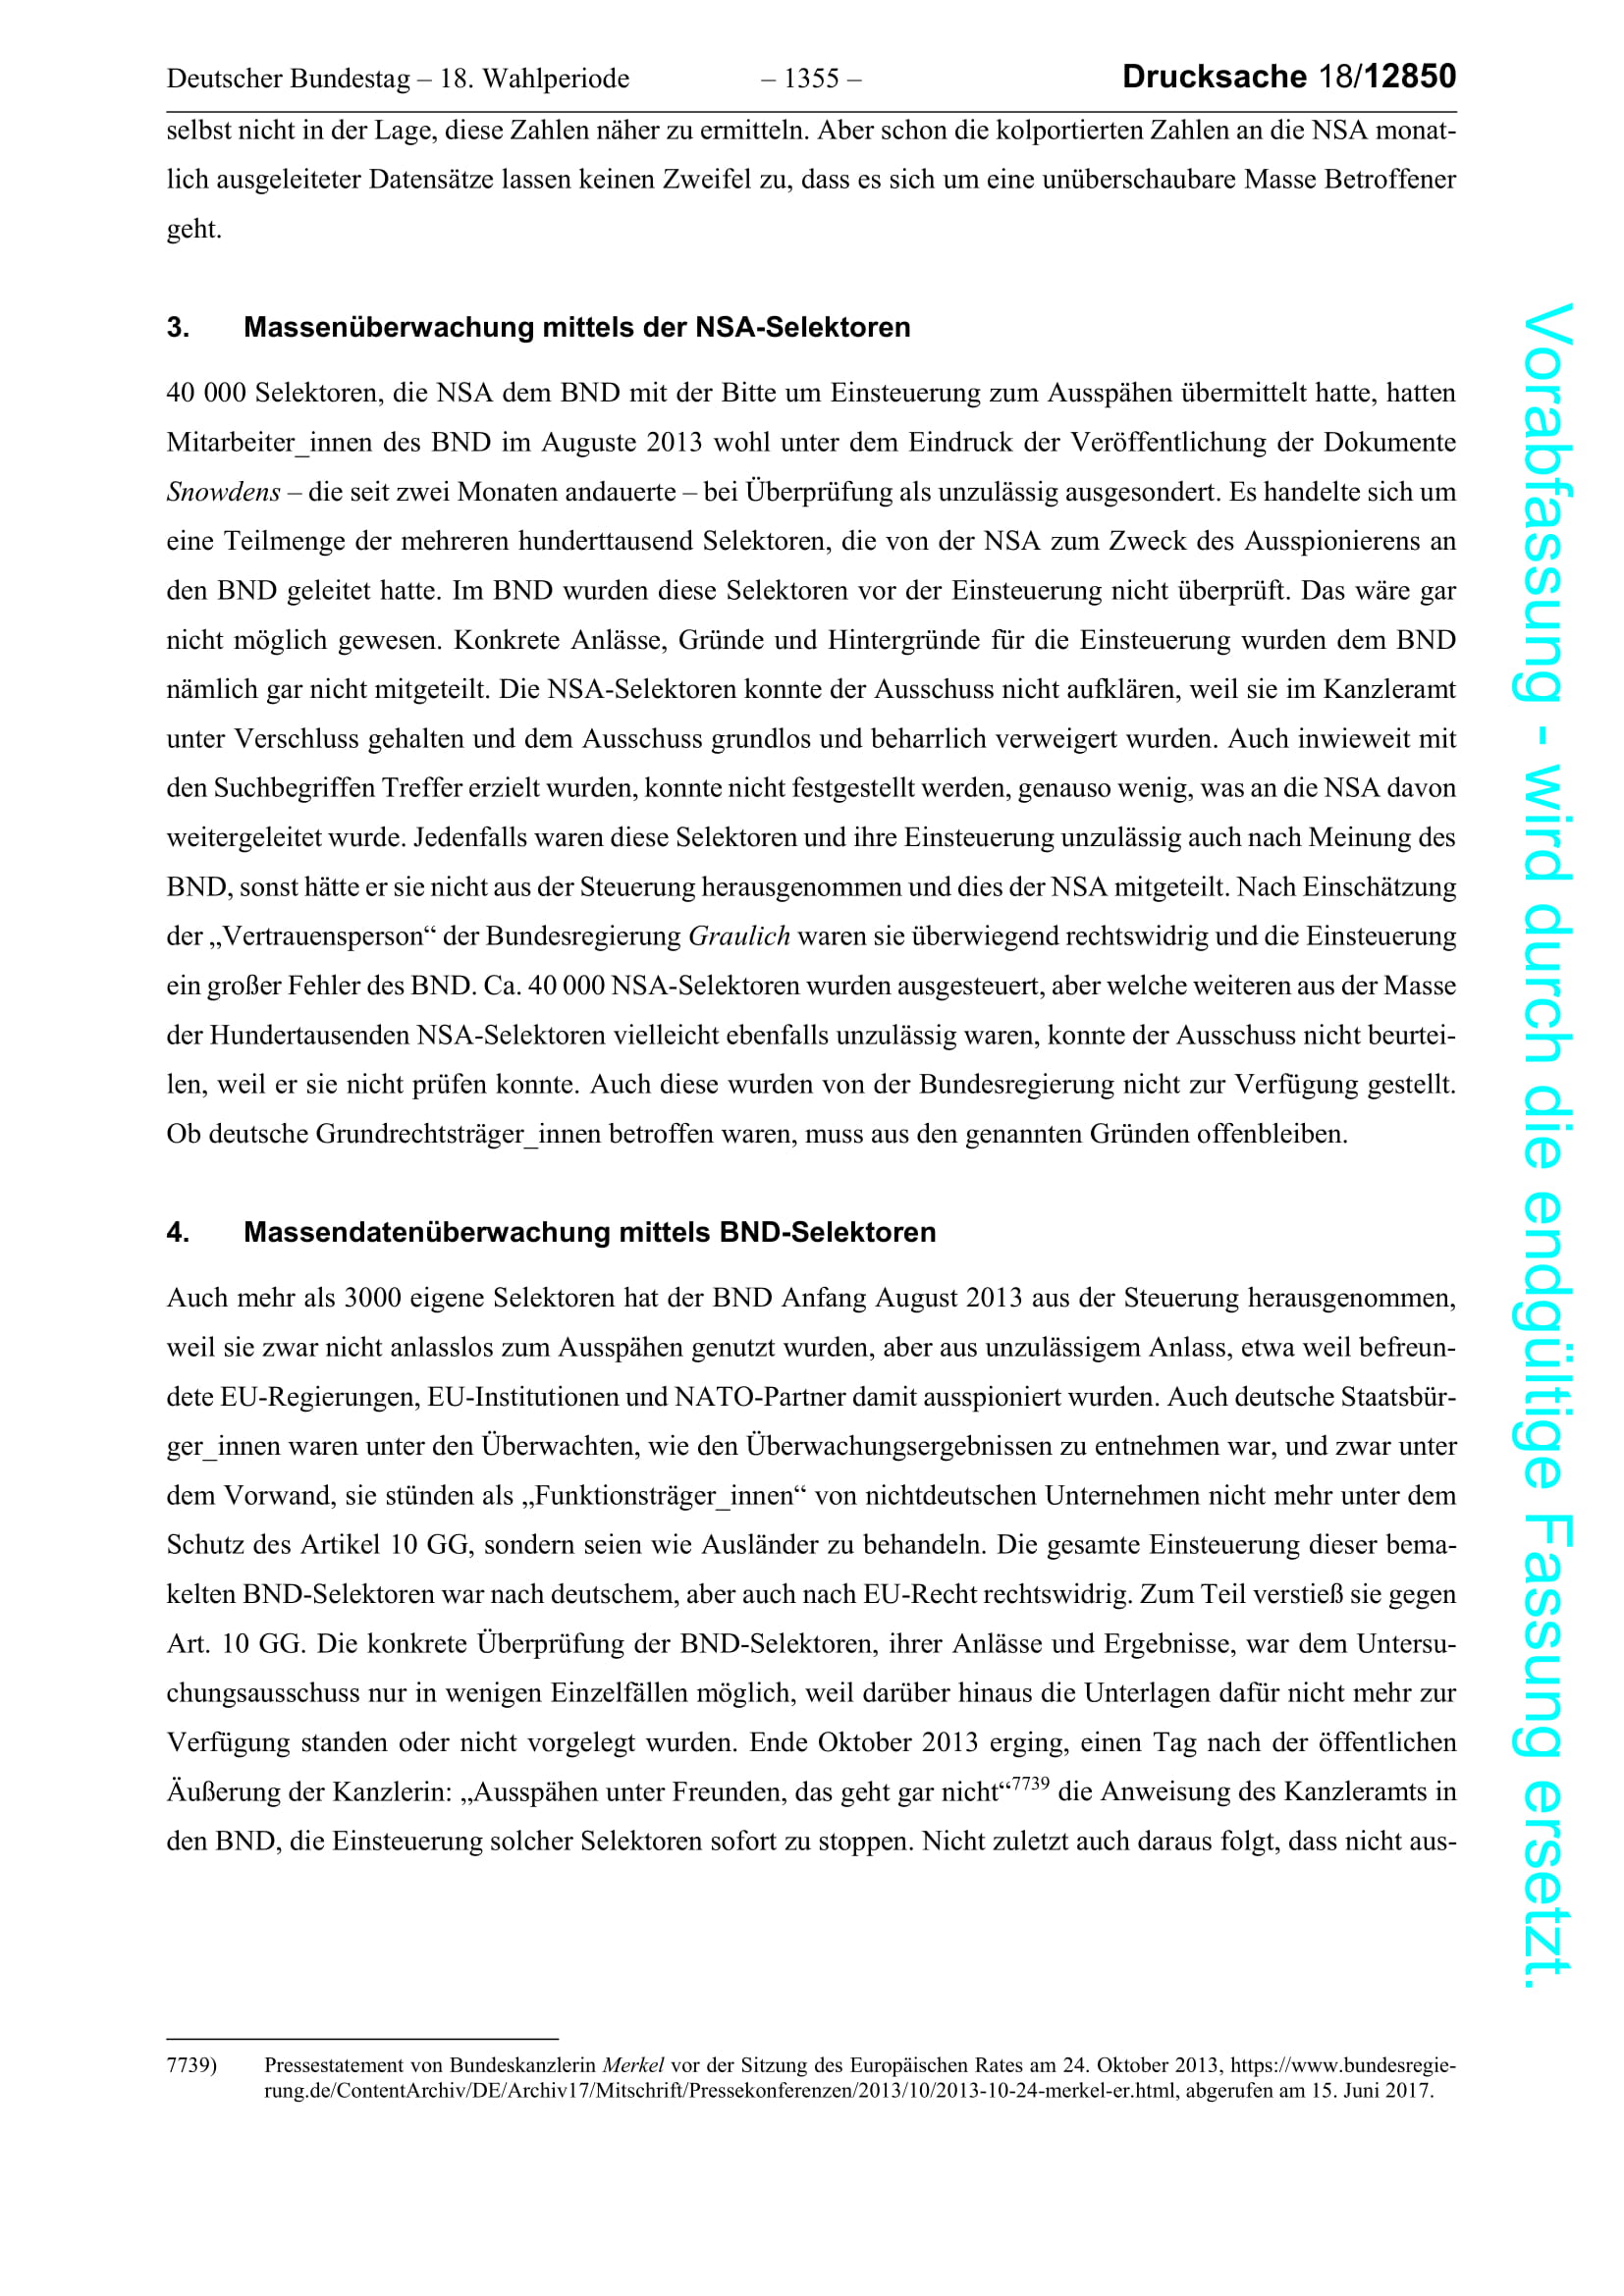 Deutscher Bundestag – 18. Wahlperiode – 1355 – Drucksache 18/12850
selbst nicht in der Lage, diese Zahlen näher zu ermitteln. Aber schon die kolportierten Zahlen an die NSA monat-
lich ausgeleiteter Datensätze lassen keinen Zweifel zu, dass es sich um eine unüberschaubare Masse Betroffener
geht.
3. Massenüberwachung mittels der NSA-Selektoren
40 000 Selektoren, die NSA dem BND mit der Bitte um Einsteuerung zum Ausspähen übermittelt hatte, hatten
Mitarbeiter_innen des BND im Auguste 2013 wohl unter dem Eindruck der Veröffentlichung der Dokumente
Snowdens – die seit zwei Monaten andauerte – bei Überprüfung als unzulässig ausgesondert. Es handelte sich um
eine Teilmenge der mehreren hunderttausend Selektoren, die von der NSA zum Zweck des Ausspionierens an
den BND geleitet hatte. Im BND wurden diese Selektoren vor der Einsteuerung nicht überprüft. Das wäre gar
nicht möglich gewesen. Konkrete Anlässe, Gründe und Hintergründe für die Einsteuerung wurden dem BND
nämlich gar nicht mitgeteilt. Die NSA-Selektoren konnte der Ausschuss nicht aufklären, weil sie im Kanzleramt
unter Verschluss gehalten und dem Ausschuss grundlos und beharrlich verweigert wurden. Auch inwieweit mit
den Suchbegriffen Treffer erzielt wurden, konnte nicht festgestellt werden, genauso wenig, was an die NSA davon
weitergeleitet wurde. Jedenfalls waren diese Selektoren und ihre Einsteuerung unzulässig auch nach Meinung des
BND, sonst hätte er sie nicht aus der Steuerung herausgenommen und dies der NSA mitgeteilt. Nach Einschätzung
der „Vertrauensperson“ der Bundesregierung Graulich waren sie überwiegend rechtswidrig und die Einsteuerung
ein großer Fehler des BND. Ca. 40 000 NSA-Selektoren wurden ausgesteuert, aber welche weiteren aus der Masse
der Hundertausenden NSA-Selektoren vielleicht ebenfalls unzulässig waren, konnte der Ausschuss nicht beurtei-
len, weil er sie nicht prüfen konnte. Auch diese wurden von der Bundesregierung nicht zur Verfügung gestellt.
Ob deutsche Grundrechtsträger_innen betroffen waren, muss aus den genannten Gründen offenbleiben.
4. Massendatenüberwachung mittels BND-Selektoren
Auch mehr als 3000 eigene Selektoren hat der BND Anfang August 2013 aus der Steuerung herausgenommen,
weil sie zwar nicht anlasslos zum Ausspähen genutzt wurden, aber aus unzulässigem Anlass, etwa weil befreun-
dete EU-Regierungen, EU-Institutionen und NATO-Partner damit ausspioniert wurden. Auch deutsche Staatsbür-
ger_innen waren unter den Überwachten, wie den Überwachungsergebnissen zu entnehmen war, und zwar unter
dem Vorwand, sie stünden als „Funktionsträger_innen“ von nichtdeutschen Unternehmen nicht mehr unter dem
Schutz des Artikel 10 GG, sondern seien wie Ausländer zu behandeln. Die gesamte Einsteuerung dieser bema-
kelten BND-Selektoren war nach deutschem, aber auch nach EU-Recht rechtswidrig. Zum Teil verstieß sie gegen
Art. 10 GG. Die konkrete Überprüfung der BND-Selektoren, ihrer Anlässe und Ergebnisse, war dem Untersu-
chungsausschuss nur in wenigen Einzelfällen möglich, weil darüber hinaus die Unterlagen dafür nicht mehr zur
Verfügung standen oder nicht vorgelegt wurden. Ende Oktober 2013 erging, einen Tag nach der öffentlichen
Äußerung der Kanzlerin: „Ausspähen unter Freunden, das geht gar nicht“7739 die Anweisung des Kanzleramts in
den BND, die Einsteuerung solcher Selektoren sofort zu stoppen. Nicht zuletzt auch daraus folgt, dass nicht aus-
7739) Pressestatement von Bundeskanzlerin Merkel vor der Sitzung des Europäischen Rates am 24. Oktober 2013, https://www.bundesregie-
rung.de/ContentArchiv/DE/Archiv17/Mitschrift/Pressekonferenzen/2013/10/2013-10-24-merkel-er.html, abgerufen am 15. Juni 2017.
Vorabfassung - wird durch die endgültige Fassung ersetzt.